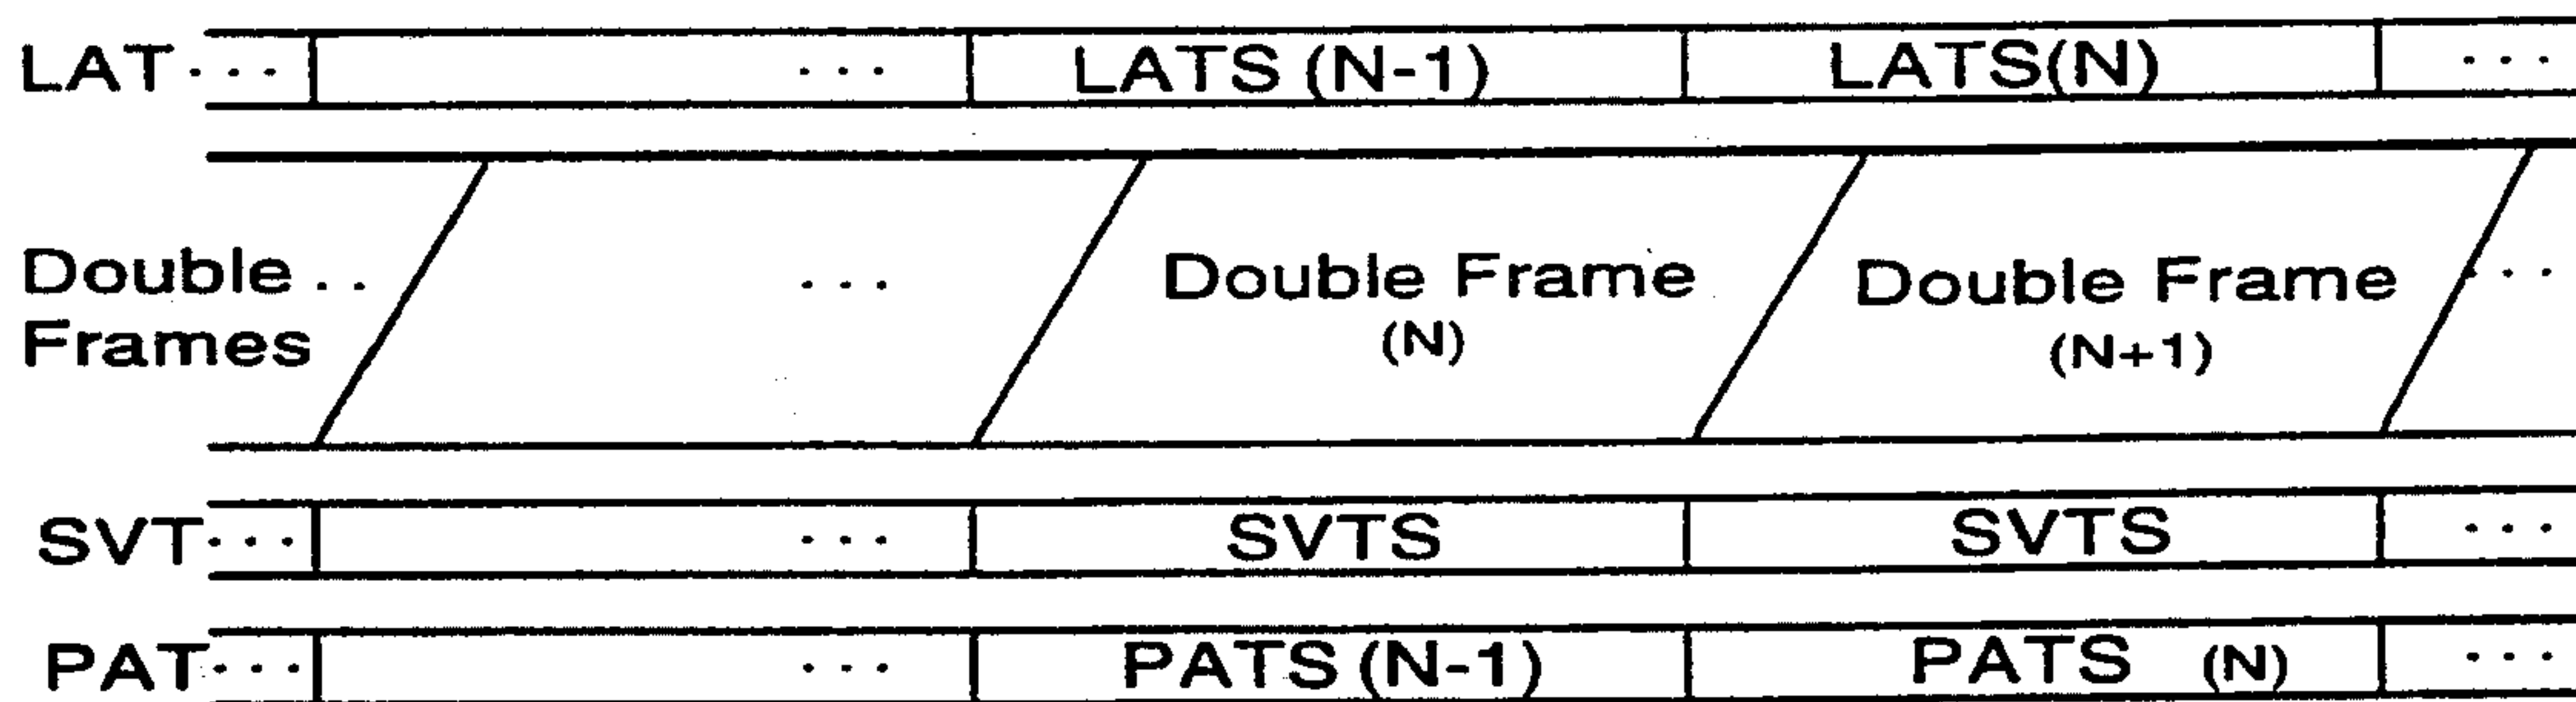 LAT... ... LATS (N-1) LATS(N) ...
Double .. ... Double Frame Double Frame ...
Frames (N) (N+1)
SVT... ... SVTS SVTS ...
PAT... ... PATS (N-1) PATS (N) ...